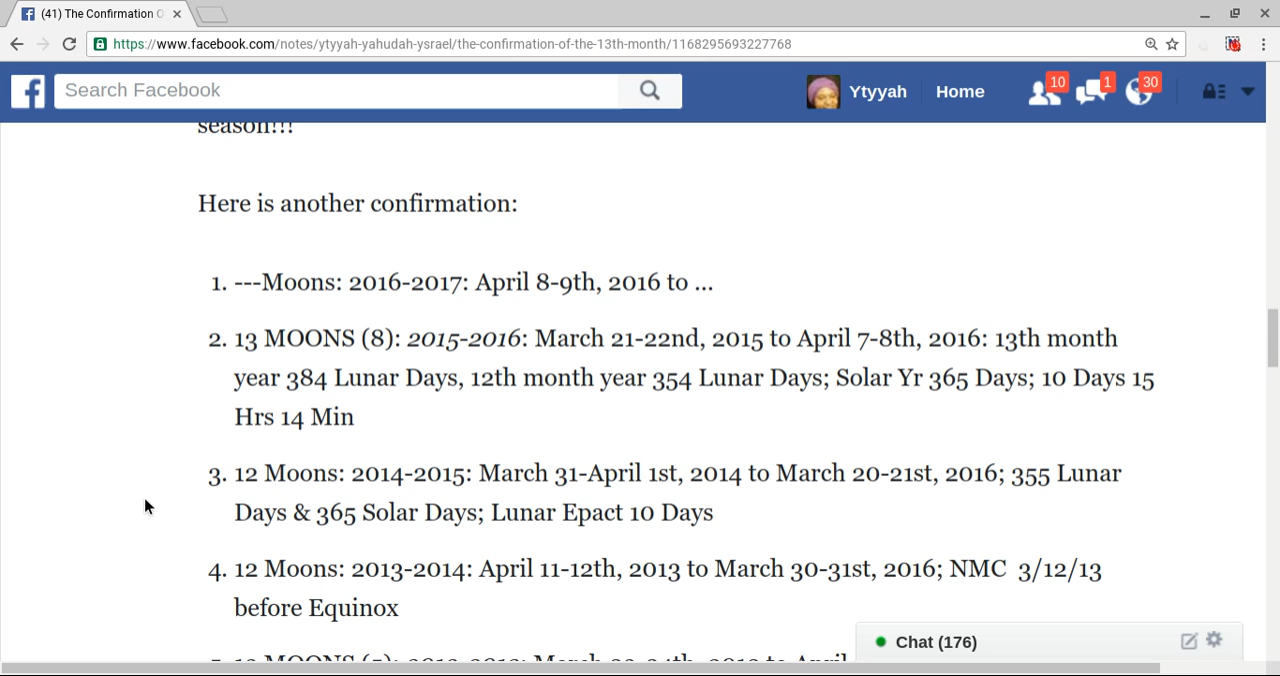 (41) The Confirmation O
https://www.facebook.com/notes/ytyyah-yahudah-ysrael/the-confirmation-of-the-13th-month/1168295693227768
Search Facebook
Ytyyah
Home
10
1
30
season!!!
Here is another confirmation:
1. ---Moons: 2016-2017: April 8-9th, 2016 to ...
2. 13 MOONS (8): 2015-2016: March 21-22nd, 2015 to April 7-8th, 2016: 13th month
year 384 Lunar Days, 12th month year 354 Lunar Days; Solar Yr 365 Days; 10 Days 15
Hrs 14 Min
3. 12 Moons: 2014-2015: March 31-April 1st, 2014 to March 20-21st, 2016; 355 Lunar
Days & 365 Solar Days; Lunar Epact 10 Days
4. 12 Moons: 2013-2014: April 11-12th, 2013 to March 30-31st, 2016; NMC 3/12/13
before Equinox
Chat (176)